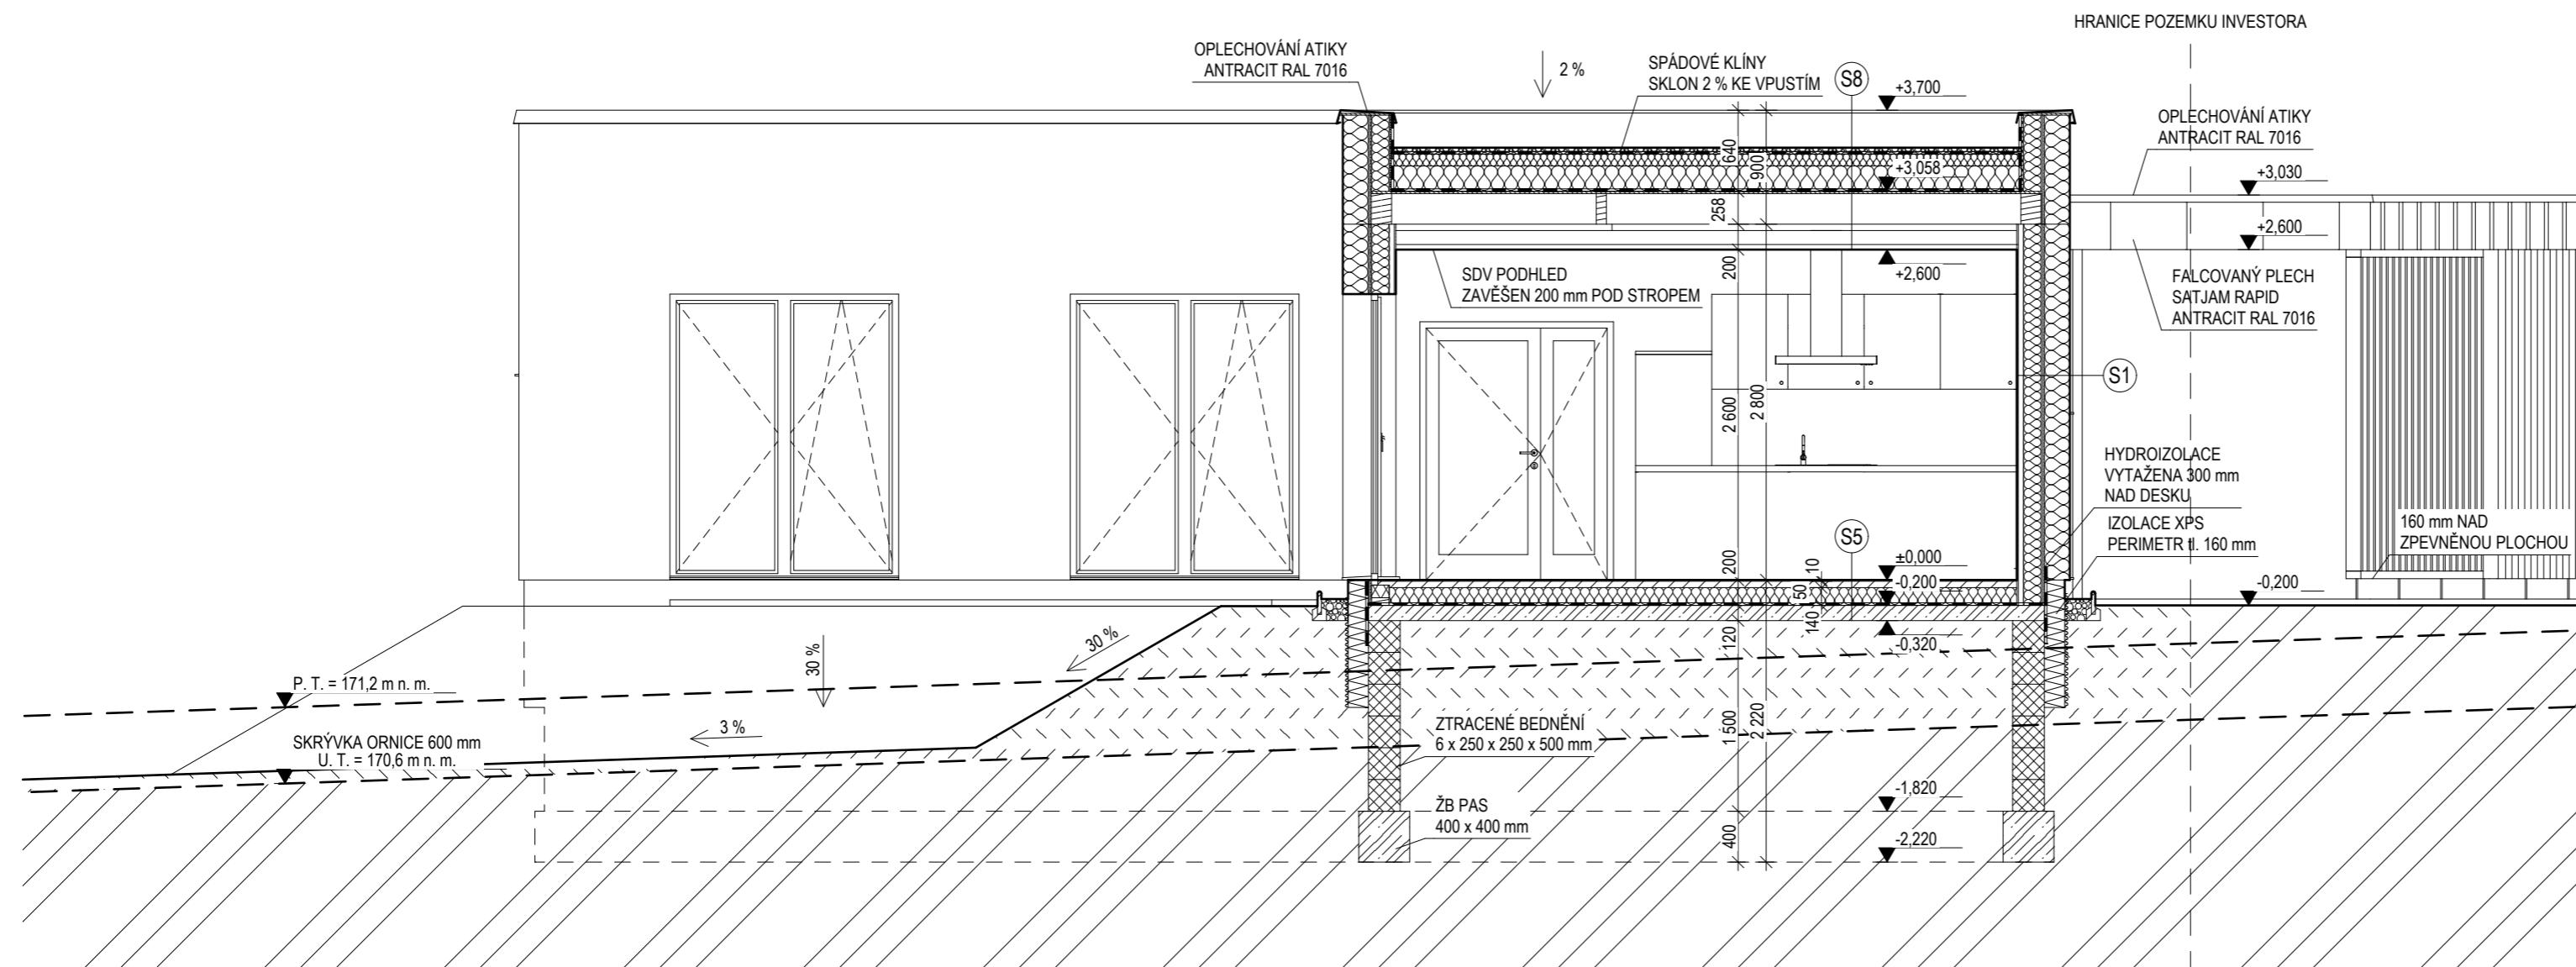 HRANICE POZEMKU INVESTORA
OPLECHOVÁNÍ ATIKY
ANTRACIT RAL 7016
2 %
SPÁDOVÉ KLÍNY
SKLON 2 % KE VPUSTÍM
S8
+3,700
OPLECHOVÁNÍ ATIKY
ANTRACIT RAL 7016
640
900
+3,058
+3,030
258
+2,600
200
+2,600
SDV PODHLED
ZAVĚŠEN 200 mm POD STROPEM
FALCOVANÝ PLECH
SATJAM RAPID
ANTRACIT RAL 7016
S1
2 600
2 800
HYDROIZOLACE
VYTAŽENA 300 mm
NAD DESKU
IZOLACE XPS
PERIMETR tl. 160 mm
160 mm NAD
ZPEVNĚNOU PLOCHOU
S5
200
10
50
140
±0,000
-0,200
-0,200
120
-0,320
30 %
30 %
P. T. = 171,2 m n. m.
3 %
SKRÝVKA ORNICE 600 mm
U. T. = 170,6 m n. m.
ZTRACENÉ BEDNĚNÍ
6 x 250 x 250 x 500 mm
1 500
2 220
-1,820
ŽB PAS
400 x 400 mm
400
-2,220